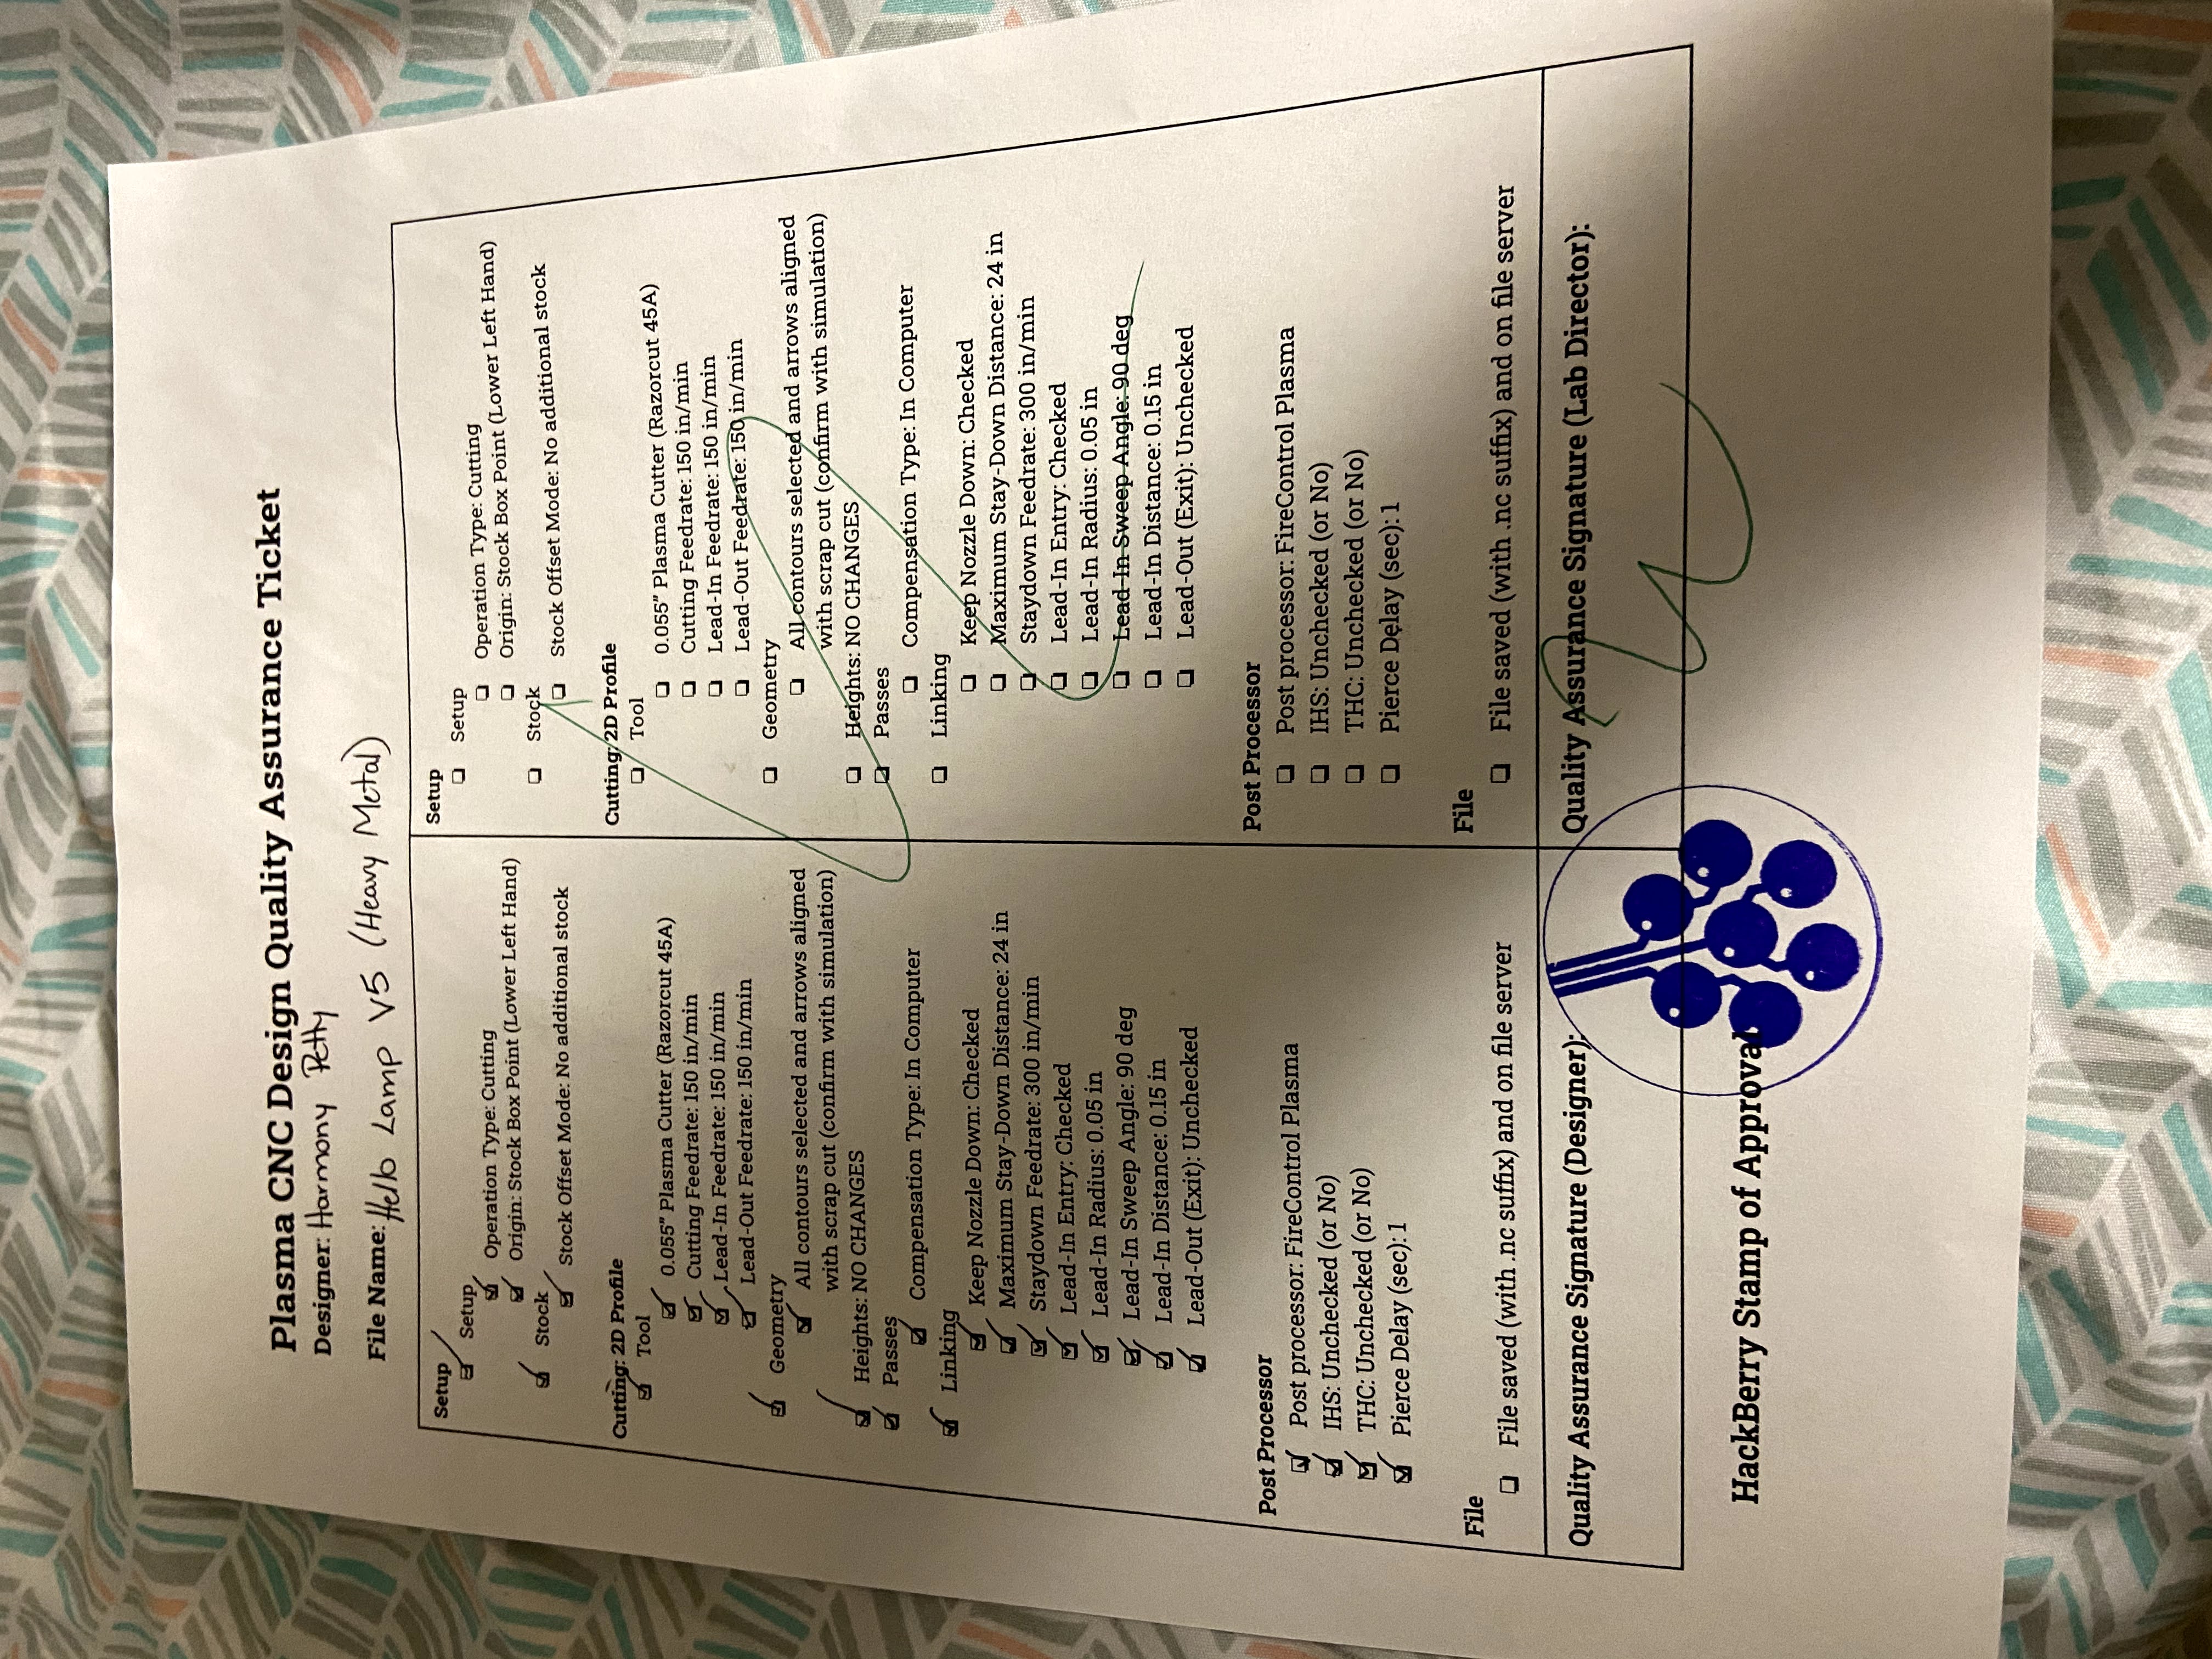 Plasma CNC Design Quality Assurance Ticket
Designer: Harmony Petty
File Name: Hello Lamp V5 (Heavy Metal)
Setup
Setup
Operation Type: Cutting
Origin: Stock Box Point (Lower Left Hand)
Stock
Stock Offset Mode: No additional stock
Cutting: 2D Profile
Tool
0.055” Plasma Cutter (Razorcut 45A)
Cutting Feedrate: 150 in/min
Lead-In Feedrate: 150 in/min
Lead-Out Feedrate: 150 in/min
Geometry
All contours selected and arrows aligned
with scrap cut (confirm with simulation)
Heights: NO CHANGES
Passes
Compensation Type: In Computer
Linking
Keep Nozzle Down: Checked
Maximum Stay-Down Distance: 24 in
Staydown Feedrate: 300 in/min
Lead-In Entry: Checked
Lead-In Radius: 0.05 in
Lead-In Sweep Angle: 90 deg
Lead-In Distance: 0.15 in
Lead-Out (Exit): Unchecked
Post Processor
Post processor: FireControl Plasma
IHS: Unchecked (or No)
THC: Unchecked (or No)
Pierce Delay (sec): 1
File
File saved (with .nc suffix) and on file server
Quality Assurance Signature (Designer):
Setup
Setup
Operation Type: Cutting
Origin: Stock Box Point (Lower Left Hand)
Stock
Stock Offset Mode: No additional stock
Cutting: 2D Profile
Tool
0.055” Plasma Cutter (Razorcut 45A)
Cutting Feedrate: 150 in/min
Lead-In Feedrate: 150 in/min
Lead-Out Feedrate: 150 in/min
Geometry
All contours selected and arrows aligned
with scrap cut (confirm with simulation)
Heights: NO CHANGES
Passes
Compensation Type: In Computer
Linking
Keep Nozzle Down: Checked
Maximum Stay-Down Distance: 24 in
Staydown Feedrate: 300 in/min
Lead-In Entry: Checked
Lead-In Radius: 0.05 in
Lead-In Sweep Angle: 90 deg
Lead-In Distance: 0.15 in
Lead-Out (Exit): Unchecked
Post Processor
Post processor: FireControl Plasma
IHS: Unchecked (or No)
THC: Unchecked (or No)
Pierce Delay (sec): 1
File
File saved (with .nc suffix) and on file server
Quality Assurance Signature (Lab Director):
HackBerry Stamp of Approval